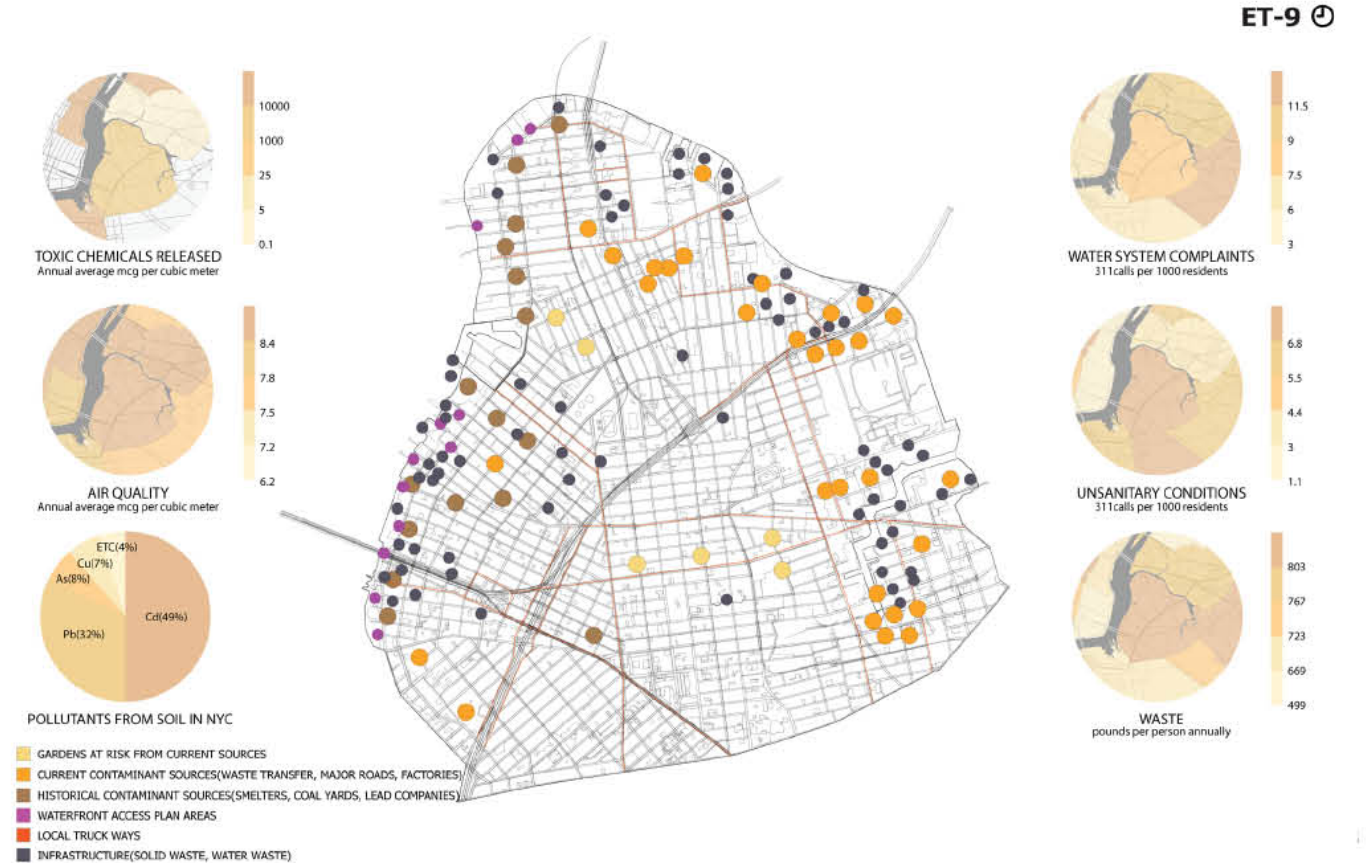 ET-9
10000
1000
25
5
0.1
TOXIC CHEMICALS RELEASED
Annual average mcg per cubic meter
8.4
7.8
7.5
7.2
6.2
AIR QUALITY
Annual average mcg per cubic meter
ETC(4%)
Cu(7%)
As(8%)
Cd(49%)
Pb(32%)
POLLUTANTS FROM SOIL IN NYC
GARDENS AT RISK FROM CURRENT SOURCES
CURRENT CONTAMINANT SOURCES(WASTE TRANSFER, MAJOR ROADS, FACTORIES)
HISTORICAL CONTAMINANT SOURCES(SMELTERS, COAL YARDS, LEAD COMPANIES)
WATERFRONT ACCESS PLAN AREAS
LOCAL TRUCK WAYS
INFRASTRUCTURE(SOLID WASTE, WATER WASTE)
11.5
9
7.5
6
3
WATER SYSTEM COMPLAINTS
311calls per 1000 residents
6.8
5.5
4.4
3
1.1
UNSANITARY CONDITIONS
311calls per 1000 residents
803
767
723
669
499
WASTE
pounds per person annually